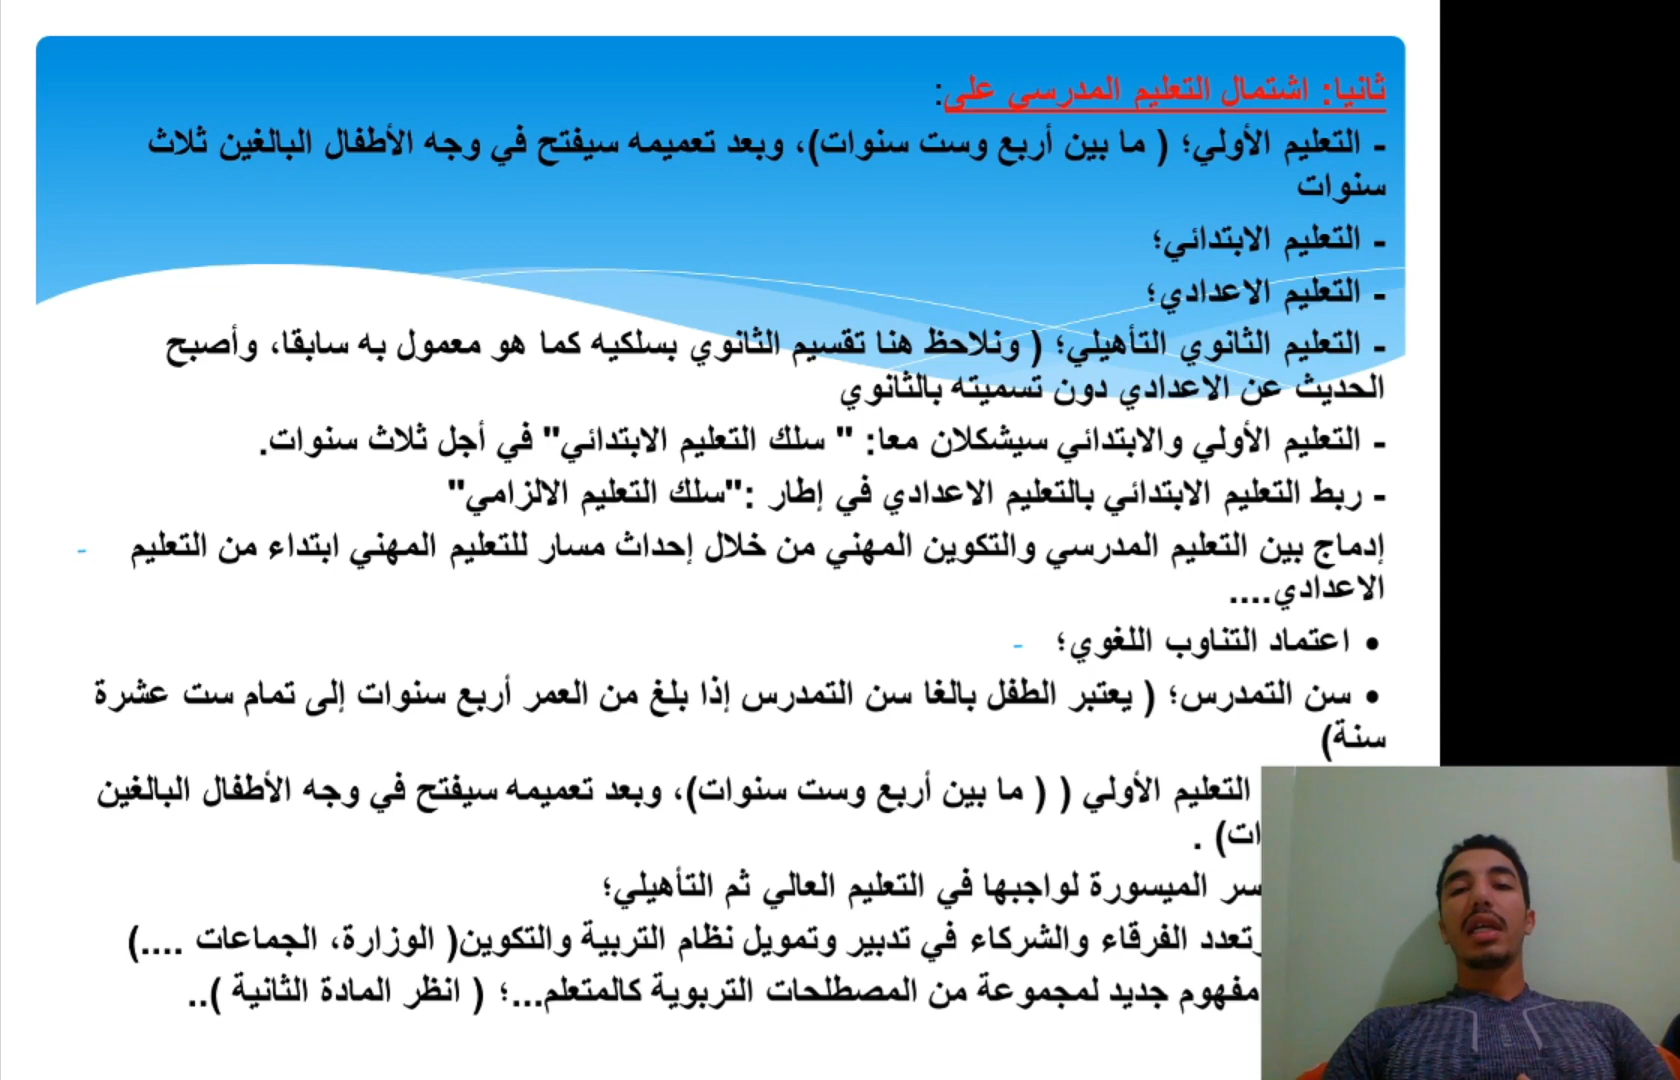 ثانيا: اشتمال التعليم المدرسي على:
- التعليم الأولي؛ ( ما بين أربع وست سنوات)، وبعد تعميمه سيفتح في وجه الأطفال البالغين ثلاث
سنوات
- التعليم الابتدائي؛
- التعليم الاعدادي؛
- التعليم الثانوي التأهيلي؛ ( ونلاحظ هنا تقسيم الثانوي بسلكيه كما هو معمول به سابقا، وأصبح
الحديث عن الاعدادي دون تسميته بالثانوي
- التعليم الأولي والابتدائي سيشكلان معا: " سلك التعليم الابتدائي" في أجل ثلاث سنوات.
- ربط التعليم الابتدائي بالتعليم الاعدادي في إطار :"سلك التعليم الالزامي"
إدماج بين التعليم المدرسي والتكوين المهني من خلال إحداث مسار للتعليم المهني ابتداء من التعليم -
الاعدادي....
• اعتماد التناوب اللغوي؛ -
• سن التمدرس؛ ( يعتبر الطفل بالغا سن التمدرس إذا بلغ من العمر أربع سنوات إلى تمام ست عشرة
سنة)
التعليم الأولي ( ( ما بين أربع وست سنوات)، وبعد تعميمه سيفتح في وجه الأطفال البالغين
ات) .
سر الميسورة لواجبها في التعليم العالي ثم التأهيلي؛
تعدد الفرقاء والشركاء في تدبير وتمويل نظام التربية والتكوين( الوزارة، الجماعات ....)
مفهوم جديد لمجموعة من المصطلحات التربوية كالمتعلم...؛ ( انظر المادة الثانية )..